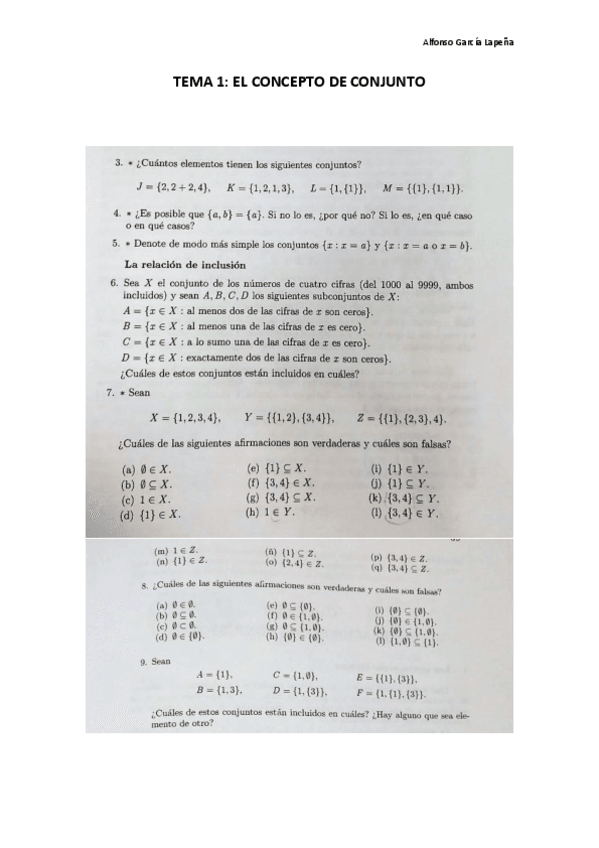 Alfonso García Lapeña
TEMA 1: EL CONCEPTO DE CONJUNTO
3. * ¿Cuántos elementos tienen los siguientes conjuntos?
J = {2, 2 + 2, 4}, K = {1, 2, 1, 3}, L = {1, {1}}, M = {{1}, {1, 1}}.
4. * ¿Es posible que {a, b} = {a}. Si no lo es, ¿por qué no? Si lo es, ¿en qué caso
o en qué casos?
5. * Denote de modo más simple los conjuntos {x : x = a} y {x : x = a o x = b}.
La relación de inclusión
6. Sea X el conjunto de los números de cuatro cifras (del 1000 al 9999, ambos
incluidos) y sean A, B, C, D los siguientes subconjuntos de X:
A = {x ∈ X : al menos dos de las cifras de x son ceros}.
B = {x ∈ X : al menos una de las cifras de x es cero}.
C = {x ∈ X : a lo sumo una de las cifras de x es cero}.
D = {x ∈ X : exactamente dos de las cifras de x son ceros}.
¿Cuáles de estos conjuntos están incluidos en cuáles?
7. * Sean
X = {1, 2, 3, 4}, Y = {{1, 2}, {3, 4}}, Z = {{1}, {2, 3}, 4}.
¿Cuáles de las siguientes afirmaciones son verdaderas y cuáles son falsas?
(a) ∅ ∈ X. (e) {1} ⊆ X. (i) {1} ∈ Y.
(b) ∅ ⊆ X. (f) {3, 4} ∈ X. (j) {1} ⊆ Y.
(c) 1 ∈ X. (g) {3, 4} ⊆ X. (k) {3, 4} ⊆ Y.
(d) {1} ∈ X. (h) 1 ∈ Y. (l) {3, 4} ∈ Y.
(m) 1 ∈ Z. (ñ) {1} ⊆ Z. (p) {3, 4} ∈ Z.
(n) {1} ∈ Z. (o) {2, 4} ∈ Z. (q) {3, 4} ⊆ Z.
8. ¿Cuáles de las siguientes afirmaciones son verdaderas y cuáles son falsas?
(a) ∅ ∈ ∅. (e) ∅ ⊆ {∅}. (i) {∅} ⊆ {∅}.
(b) ∅ ⊆ ∅. (f) ∅ ∈ {1, ∅}. (j) {∅} ∈ {1, ∅}.
(c) ∅ ⊂ ∅. (g) ∅ ⊆ {1, ∅}. (k) {∅} ⊆ {1, ∅}.
(d) ∅ ∈ {∅}. (h) {∅} ∈ {∅}. (l) {1, ∅} ⊆ {1}.
9. Sean
A = {1}, C = {1, ∅}, E = {{1}, {3}},
B = {1, 3}, D = {1, {3}}, F = {1, {1}, {3}}.
¿Cuáles de estos conjuntos están incluidos en cuáles? ¿Hay alguno que sea ele-
mento de otro?